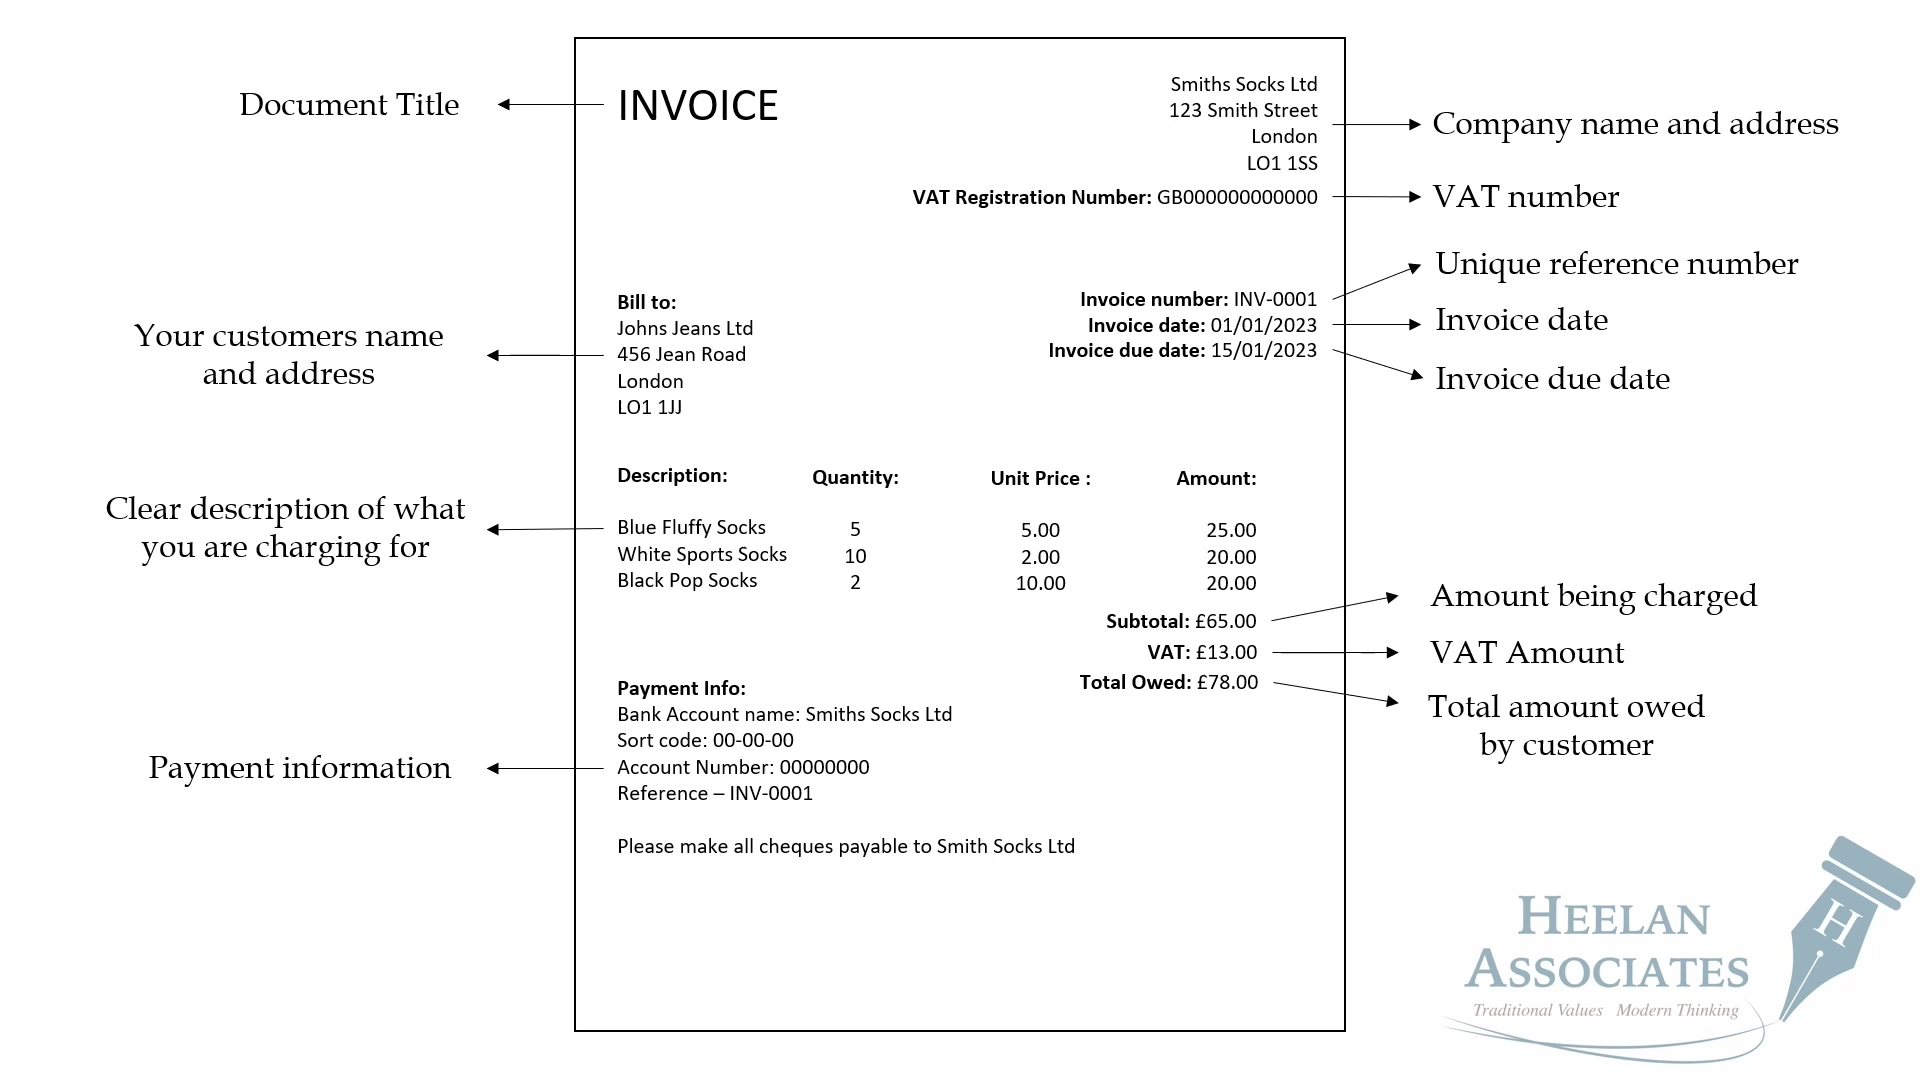 Document Title
INVOICE
Smiths Socks Ltd
123 Smith Street
London
LO1 1SS
Company name and address
VAT Registration Number: GB000000000000
VAT number
Bill to:
Johns Jeans Ltd
456 Jean Road
London
LO1 1JJ
Your customers name
and address
Invoice number: INV-0001
Invoice date: 01/01/2023
Invoice due date: 15/01/2023
Unique reference number
Invoice date
Invoice due date
Description: Quantity: Unit Price : Amount:
Blue Fluffy Socks 5 5.00 25.00
White Sports Socks 10 2.00 20.00
Black Pop Socks 2 10.00 20.00
Clear description of what
you are charging for
Subtotal: £65.00
VAT: £13.00
Total Owed: £78.00
Amount being charged
VAT Amount
Total amount owed
by customer
Payment Info:
Bank Account name: Smiths Socks Ltd
Sort code: 00-00-00
Account Number: 00000000
Reference – INV-0001
Payment information
Please make all cheques payable to Smith Socks Ltd
HEELAN
ASSOCIATES
Traditional Values Modern Thinking
H